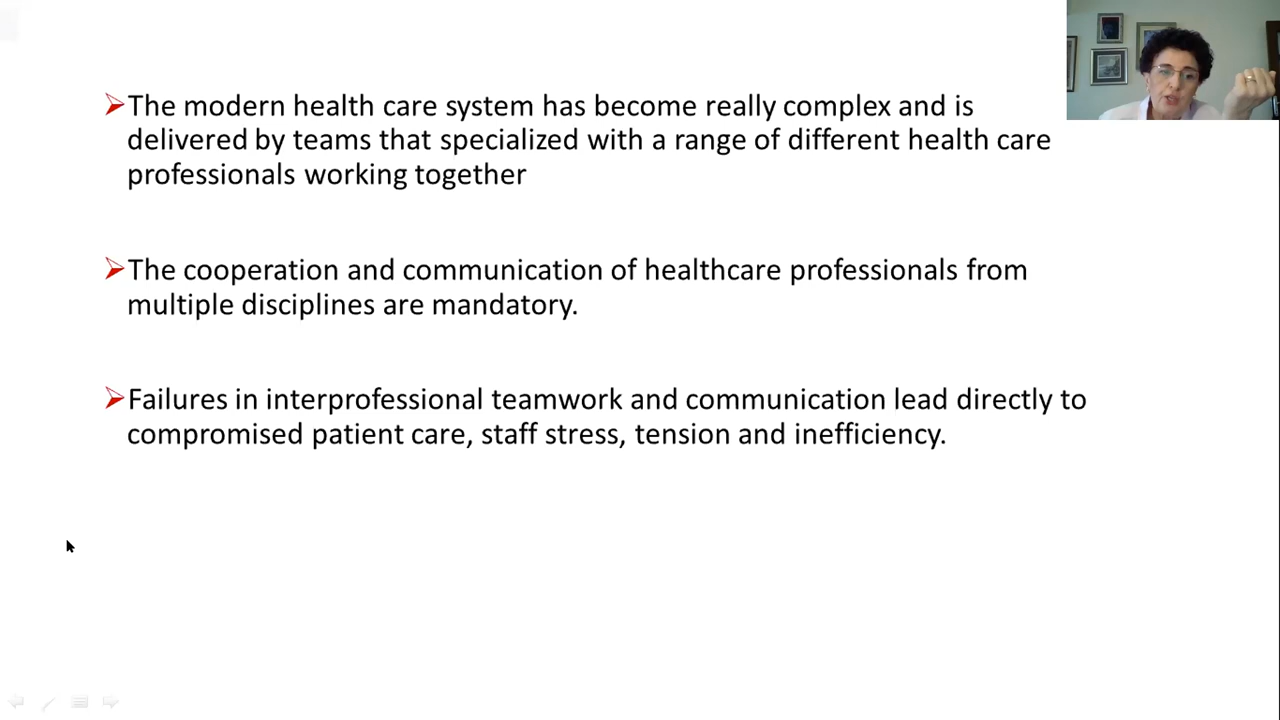 The modern health care system has become really complex and is
delivered by teams that specialized with a range of different health care
professionals working together
The cooperation and communication of healthcare professionals from
multiple disciplines are mandatory.
Failures in interprofessional teamwork and communication lead directly to
compromised patient care, staff stress, tension and inefficiency.